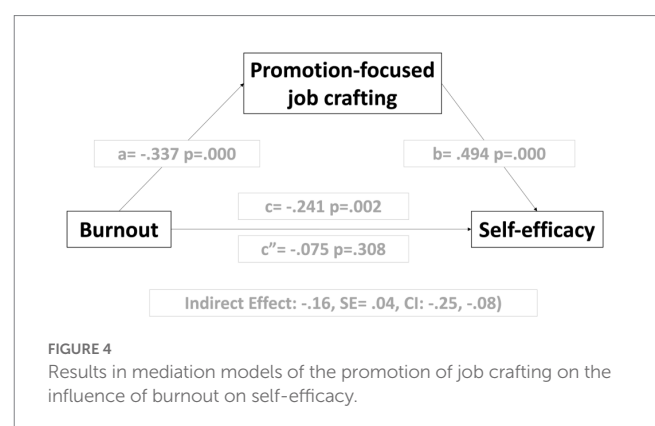 Promotion-focused
job crafting
a= -.337 p=.000
b= .494 p=.000
c= -.241 p=.002
Burnout
Self-efficacy
c”= -.075 p=.308
Indirect Effect: -.16, SE= .04, CI: -.25, -.08)
FIGURE 4
Results in mediation models of the promotion of job crafting on the
influence of burnout on self-efficacy.